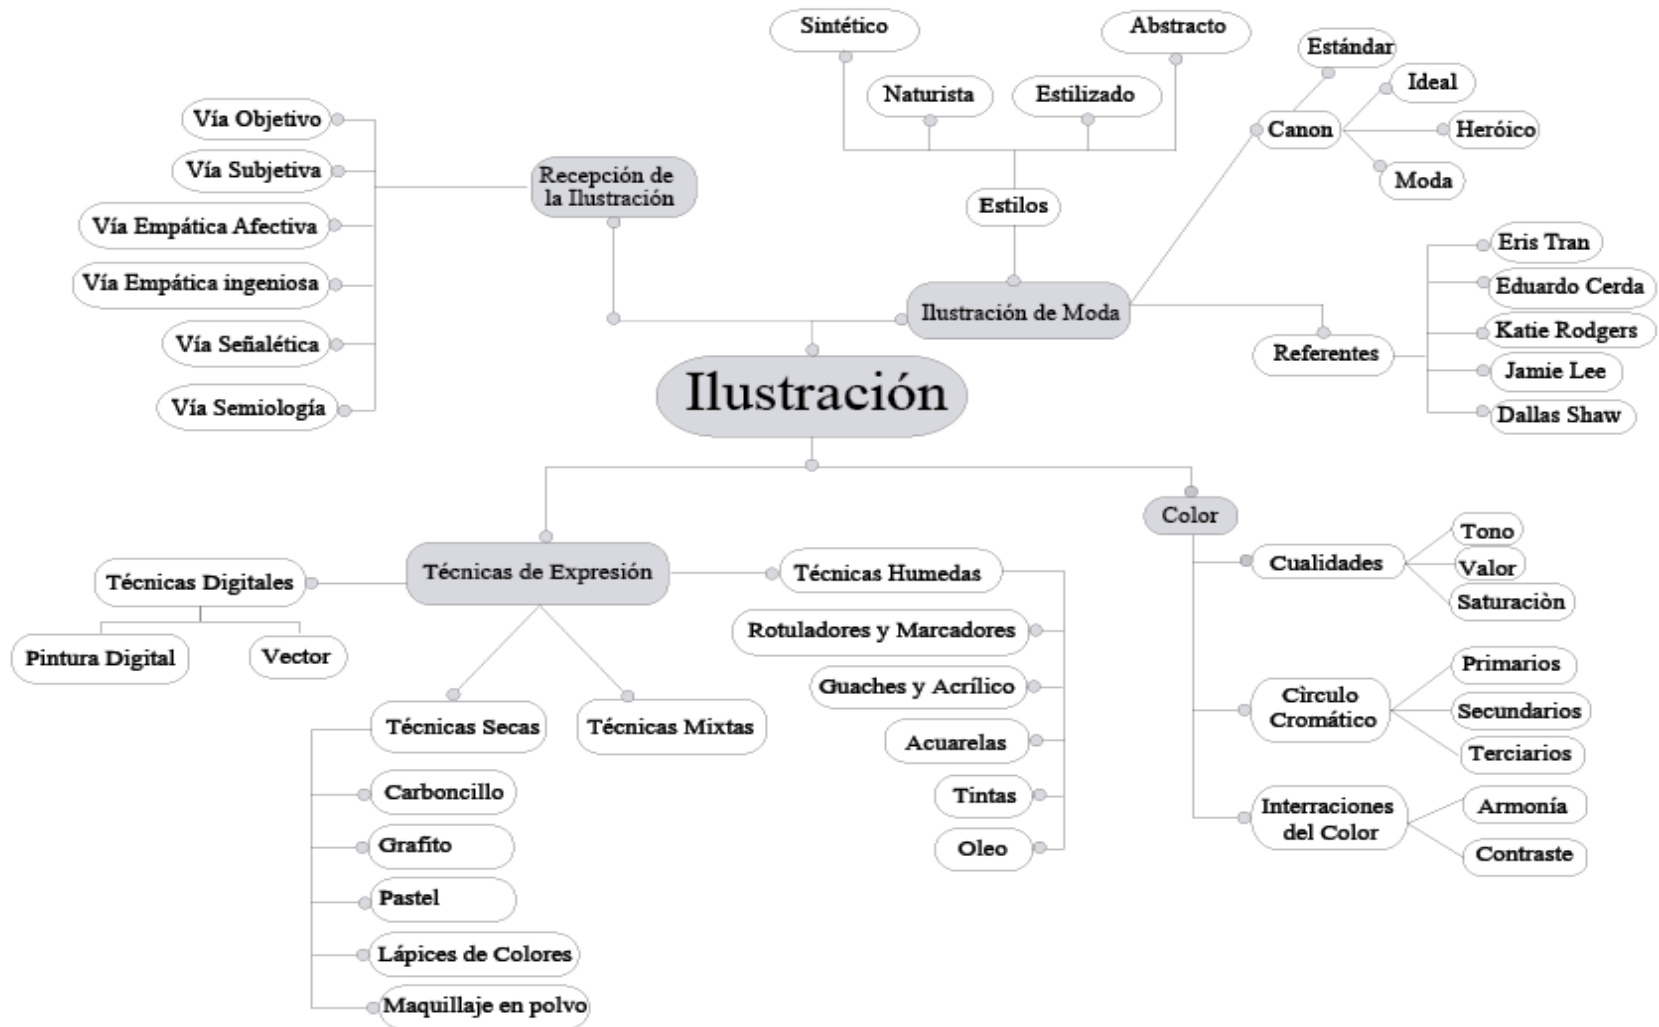 Sintético
Abstracto
Naturista
Estilizado
Estilos
Estándar
Ideal
Canon
Heróico
Moda
Vía Objetivo
Vía Subjetiva
Vía Empática Afectiva
Vía Empática ingeniosa
Vía Señalética
Vía Semiología
Recepción de
la Ilustración
Ilustración de Moda
Referentes
Eris Tran
Eduardo Cerda
Katie Rodgers
Jamie Lee
Dallas Shaw
Ilustración
Técnicas de Expresión
Técnicas Digitales
Pintura Digital
Vector
Técnicas Secas
Carboncillo
Grafito
Pastel
Lápices de Colores
Maquillaje en polvo
Técnicas Mixtas
Técnicas Humedas
Rotuladores y Marcadores
Guaches y Acrílico
Acuarelas
Tintas
Oleo
Color
Cualidades
Tono
Valor
Saturaciòn
Cìrculo
Cromático
Primarios
Secundarios
Terciarios
Interraciones
del Color
Armonía
Contraste